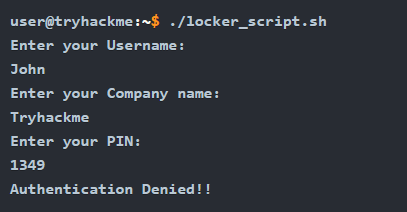 user@tryhackme:~$ ./locker_script.sh
Enter your Username:
John
Enter your Company name:
Tryhackme
Enter your PIN:
1349
Authentication Denied!!